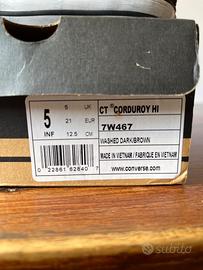 5 5 UK
21 EUR
INF 12.5 CM
CT® CORDUROY HI
7W467
WASHED DARK/BROWN
MADE IN VIETNAM / FABRIQUE EN VIETNAM
0 22861 62840 7
www.converse.com
subito